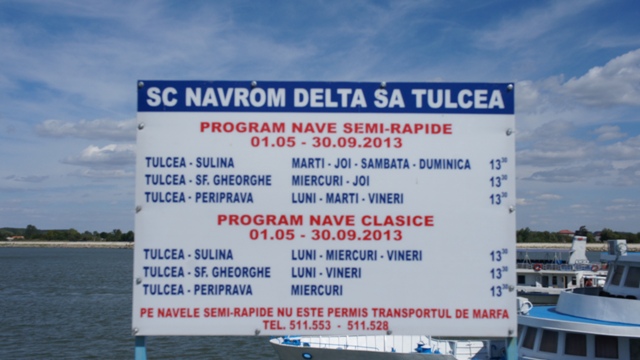 SC NAVROM DELTA SA TULCEA
PROGRAM NAVE SEMI-RAPIDE
01.05 - 30.09.2013
TULCEA - SULINA MARTI - JOI - SAMBATA - DUMINICA 13³⁰
TULCEA - SF. GHEORGHE MIERCURI - JOI 13³⁰
TULCEA - PERIPRAVA LUNI - MARTI - VINERI 13³⁰
PROGRAM NAVE CLASICE
01.05 - 30.09.2013
TULCEA - SULINA LUNI - MIERCURI - VINERI 13³⁰
TULCEA - SF. GHEORGHE LUNI - VINERI 13³⁰
TULCEA - PERIPRAVA MIERCURI 13³⁰
PE NAVELE SEMI-RAPIDE NU ESTE PERMIS TRANSPORTUL DE MARFA
TEL. 511.553 - 511.528